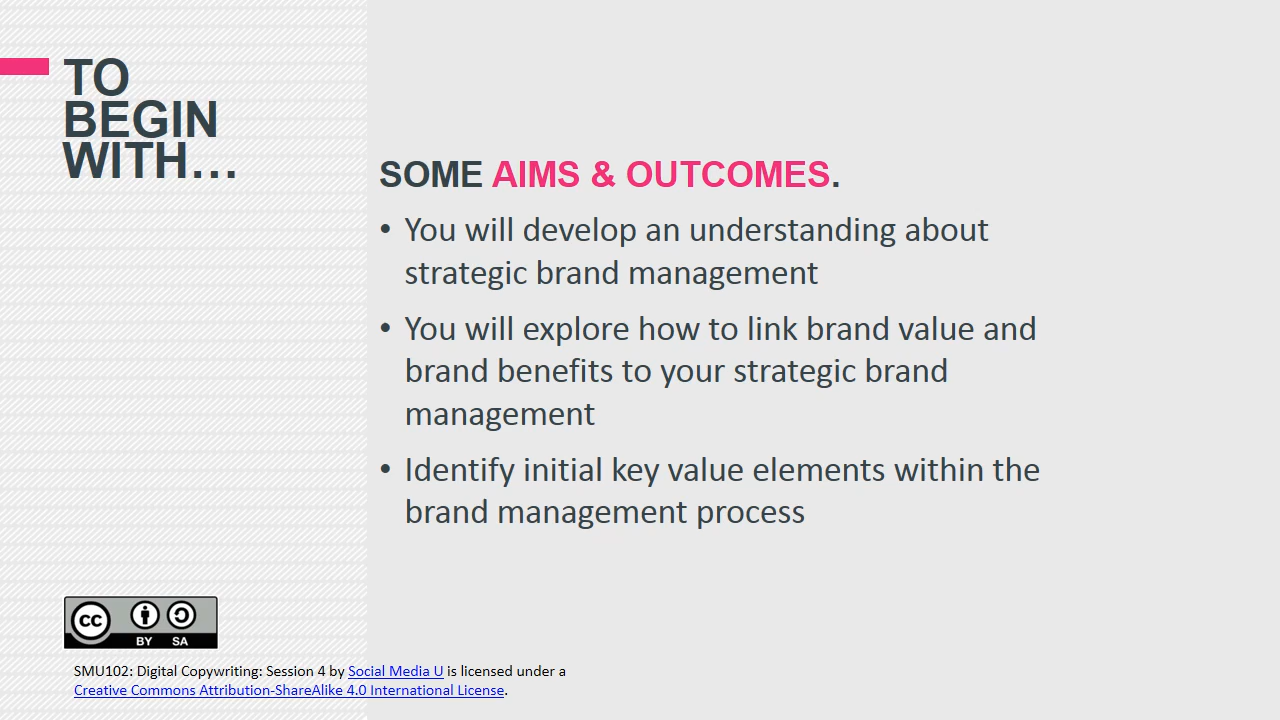 TO
BEGIN
WITH…
SOME AIMS & OUTCOMES.
• You will develop an understanding about
strategic brand management
• You will explore how to link brand value and
brand benefits to your strategic brand
management
• Identify initial key value elements within the
brand management process
CC BY SA
SMU102: Digital Copywriting: Session 4 by Social Media U is licensed under a
Creative Commons Attribution-ShareAlike 4.0 International License.